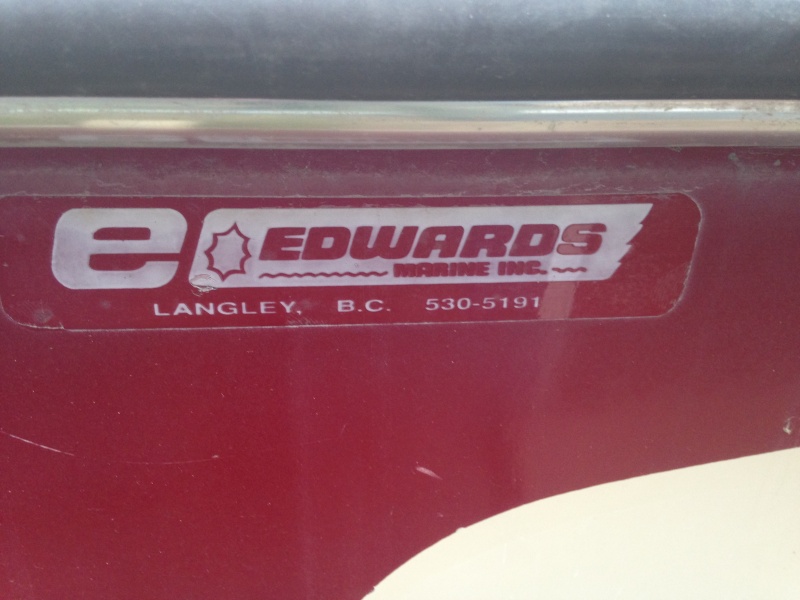 e EDWARDS
MARINE INC.
LANGLEY, B.C. 530-5191